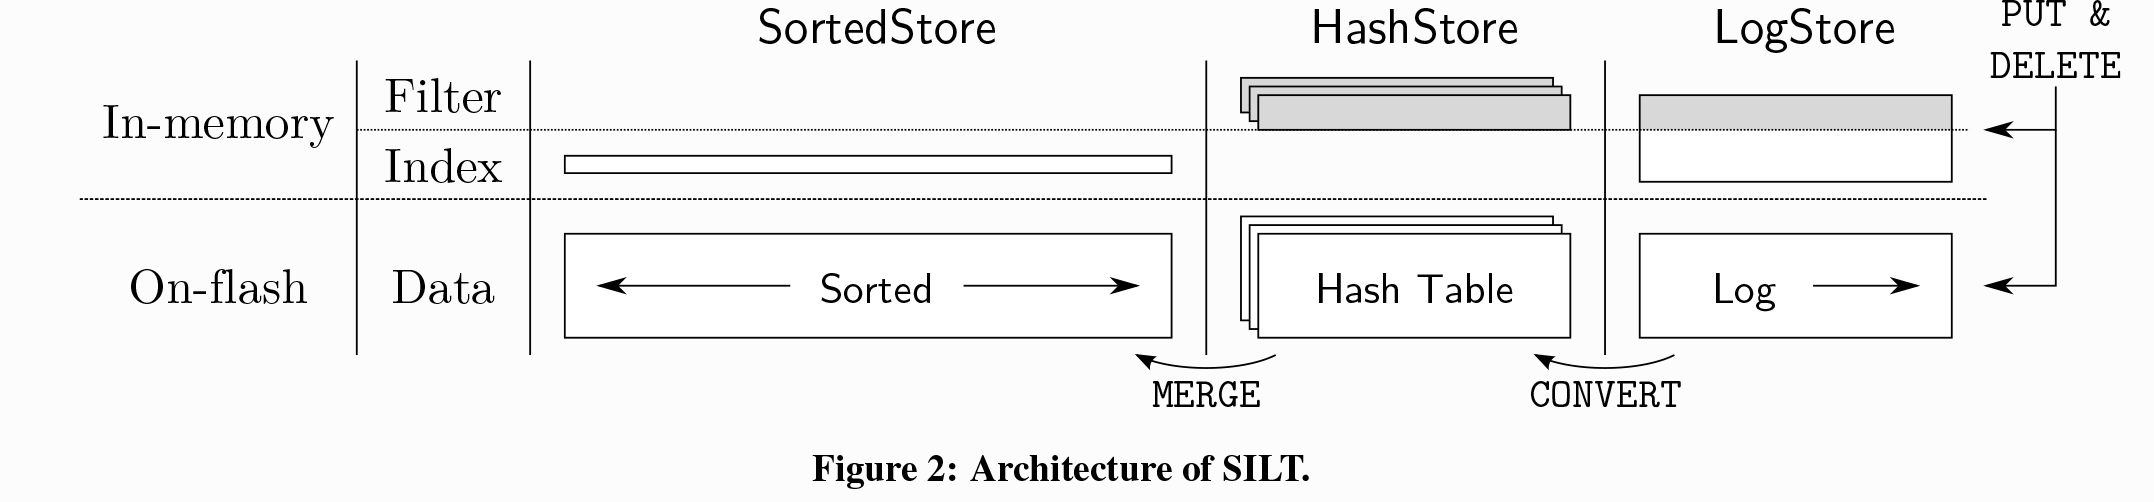 SortedStore HashStore LogStore PUT &
DELETE
Filter
In-memory
Index
On-flash Data Sorted Hash Table Log
MERGE CONVERT
Figure 2: Architecture of SILT.